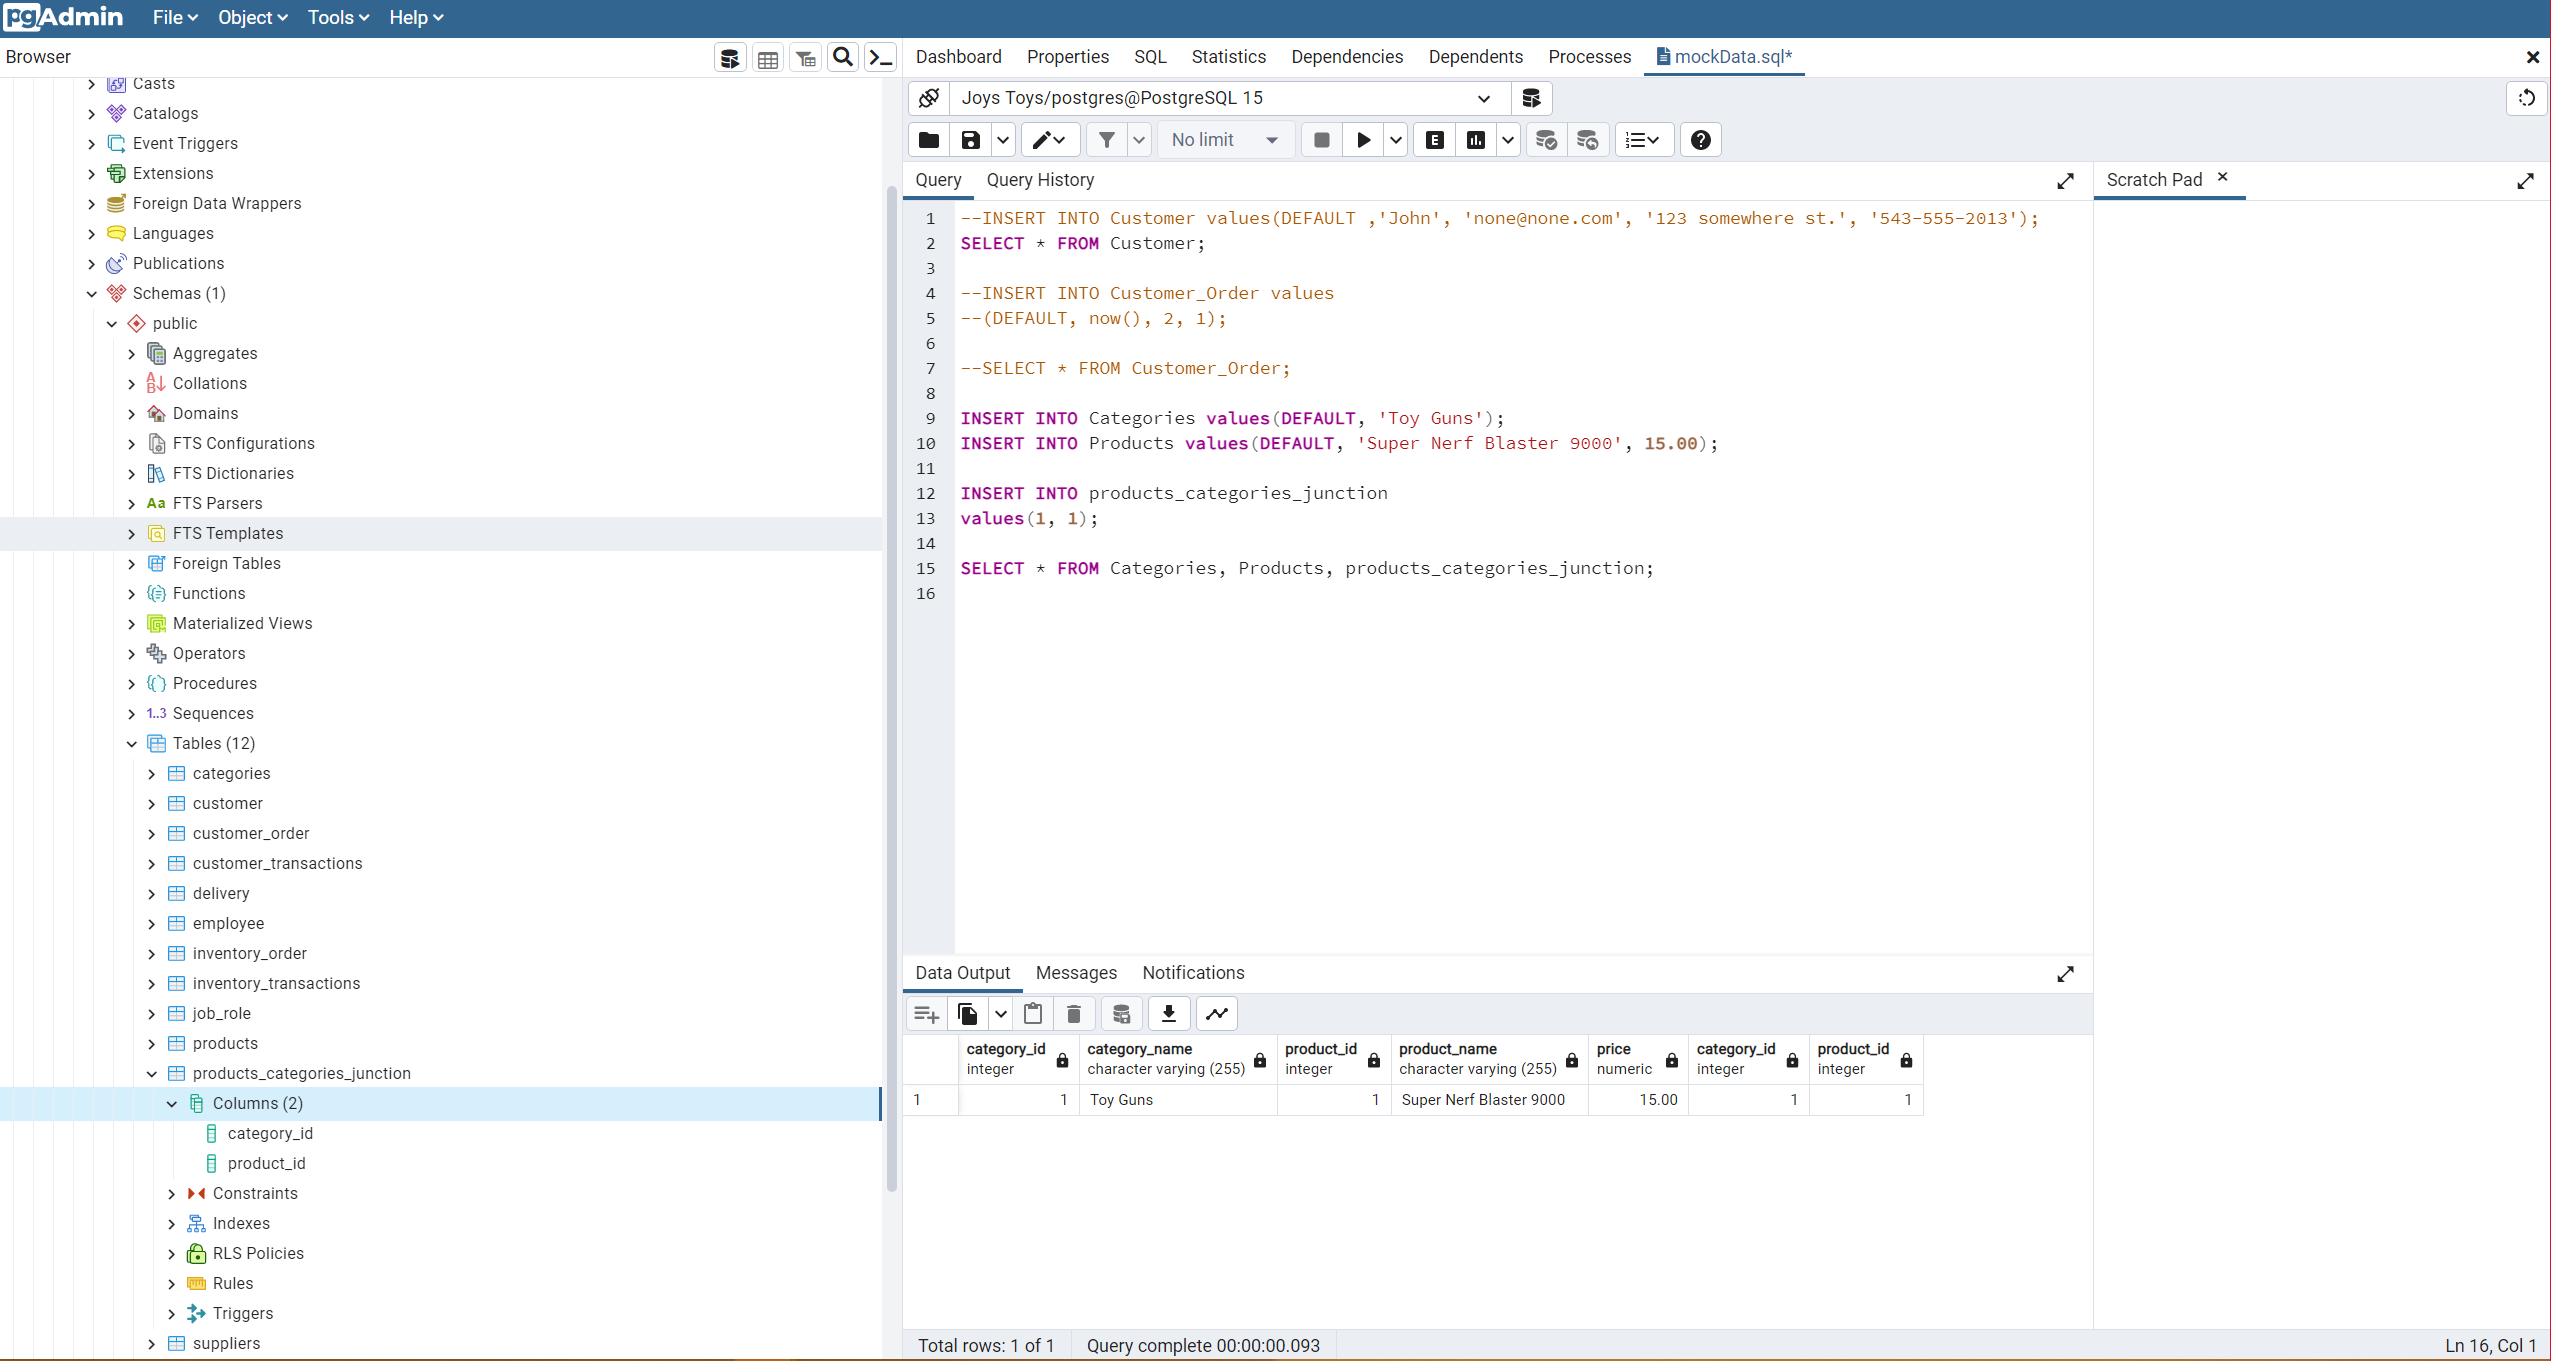 pgAdmin File Object Tools Help
Browser
Casts
Catalogs
Event Triggers
Extensions
Foreign Data Wrappers
Languages
Publications
Schemas (1)
public
Aggregates
Collations
Domains
FTS Configurations
FTS Dictionaries
Aa FTS Parsers
FTS Templates
Foreign Tables
Functions
Materialized Views
Operators
Procedures
1..3 Sequences
Tables (12)
categories
customer
customer_order
customer_transactions
delivery
employee
inventory_order
inventory_transactions
job_role
products
products_categories_junction
Columns (2)
category_id
product_id
Constraints
Indexes
RLS Policies
Rules
Triggers
suppliers
Dashboard Properties SQL Statistics Dependencies Dependents Processes mockData.sql*
Joys Toys/postgres@PostgreSQL 15
No limit E
Query Query History
1 --INSERT INTO Customer values(DEFAULT ,'John', 'none@none.com', '123 somewhere st.', '543-555-2013');
2 SELECT * FROM Customer;
3
4 --INSERT INTO Customer_Order values
5 --(DEFAULT, now(), 2, 1);
6
7 --SELECT * FROM Customer_Order;
8
9 INSERT INTO Categories values(DEFAULT, 'Toy Guns');
10 INSERT INTO Products values(DEFAULT, 'Super Nerf Blaster 9000', 15.00);
11
12 INSERT INTO products_categories_junction
13 values(1, 1);
14
15 SELECT * FROM Categories, Products, products_categories_junction;
16
Scratch Pad
Data Output Messages Notifications
category_id category_name product_id product_name price category_id product_id
integer character varying (255) integer character varying (255) numeric integer integer
1 1 Toy Guns 1 Super Nerf Blaster 9000 15.00 1 1
Total rows: 1 of 1 Query complete 00:00:00.093 Ln 16, Col 1